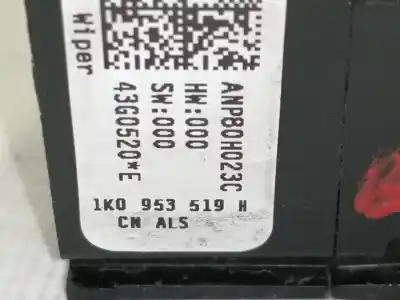 Wiper
ANP80H023C
HW:000
SW:000
43G0520*E
1K0 953 519 H
CN ALS